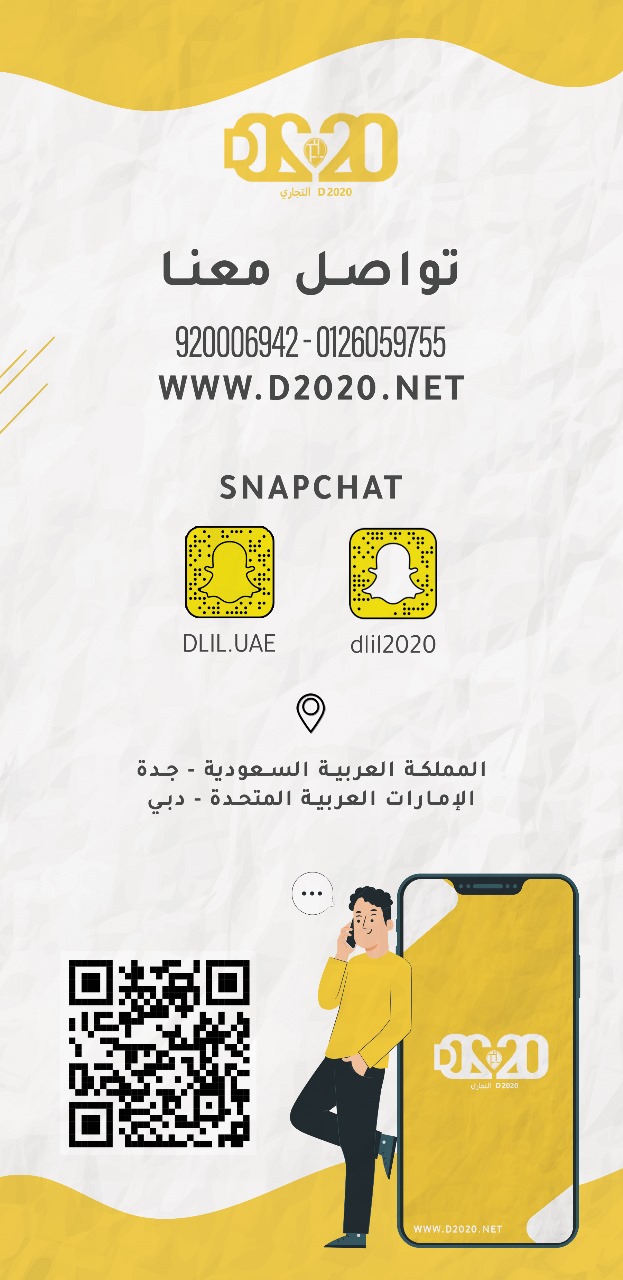 D2020
D2020 التجاري
تواصل معنا
920006942 - 0126059755
WWW.D2020.NET
SNAPCHAT
DLIL.UAE
dlil2020
المملكة العربية السعودية - جدة
الإمارات العربية المتحدة - دبي
D2020
D2020 التجاري
WWW.D2020.NET